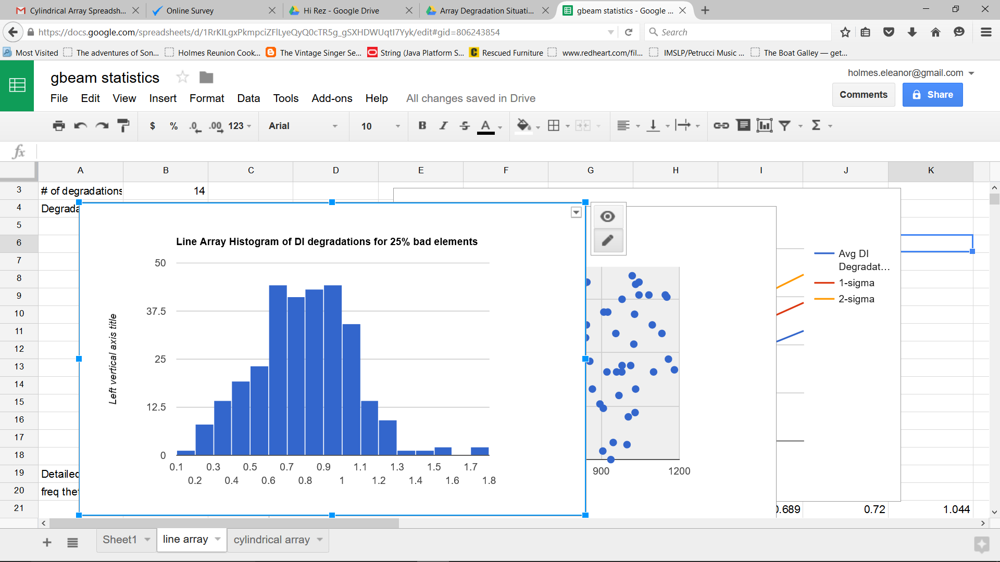 Cylindrical Array Spreadsh...
Online Survey
Hi Rez - Google Drive
Array Degradation Situati...
gbeam statistics - Google ...
https://docs.google.com/spreadsheets/d/1RrKILgxPkmpciZFlLyeQyQ0cTR5g_gSXHDWUqtI7Yyk/edit#gid=806243854
Search
Most Visited
The adventures of Son...
Holmes Reunion Cook...
The Vintage Singer Se...
String (Java Platform S...
Rescued Furniture
www.redheart.com/fil...
IMSLP/Petrucci Music ...
The Boat Galley — get...
gbeam statistics
holmes.eleanor@gmail.com
File Edit View Insert Format Data Tools Add-ons Help All changes saved in Drive
Comments
Share
$ % .0 .00 123 Arial 10 B I S A Σ
fx
A B C D E F G H I J K
3 # of degradations 14
4 Degrada
5
6
7
8
9
10
11
12
13
14
15
16
17
18
19 Detailed
20 freq the
21 0.689 0.72 1.044
Line Array Histogram of DI degradations for 25% bad elements
Left vertical axis title
50
37.5
25
12.5
0
0.1 0.3 0.5 0.7 0.9 1.1 1.3 1.5 1.7
0.2 0.4 0.6 0.8 1 1.2 1.4 1.6 1.8
900 1200
Avg DI
Degradat...
1-sigma
2-sigma
Sheet1
line array
cylindrical array